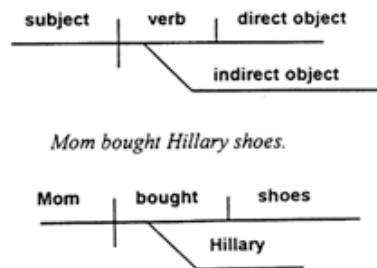 subject verb direct object
indirect object
Mom bought Hillary shoes.
Mom bought shoes
Hillary